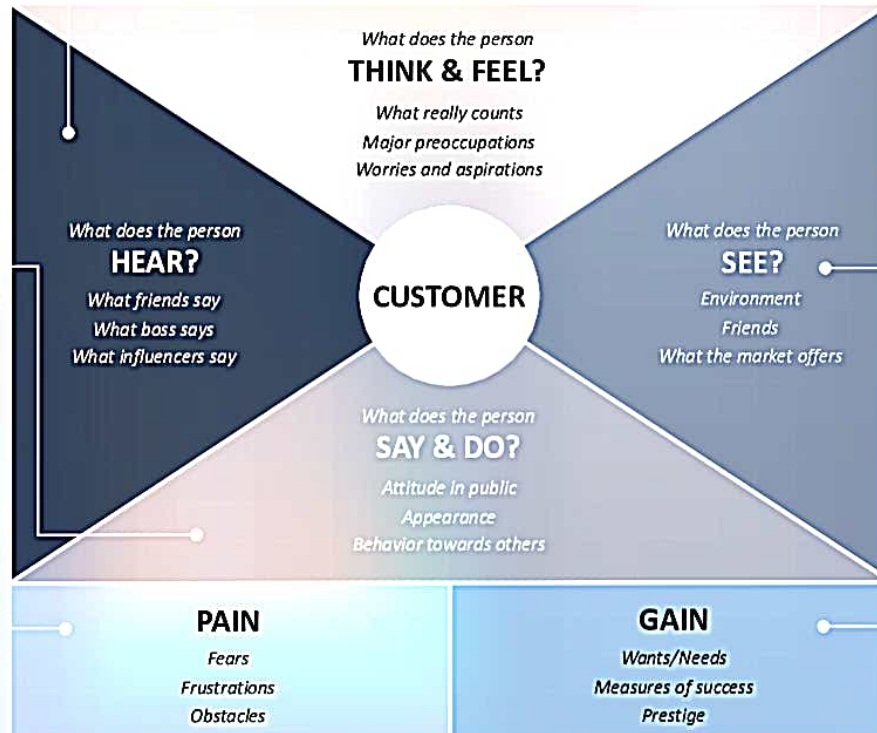 What does the person
THINK & FEEL?
What really counts
Major preoccupations
Worries and aspirations
What does the person
HEAR?
What friends say
What boss says
What influencers say
CUSTOMER
What does the person
SEE?
Environment
Friends
What the market offers
What does the person
SAY & DO?
Attitude in public
Appearance
Behavior towards others
PAIN
Fears
Frustrations
Obstacles
GAIN
Wants/Needs
Measures of success
Prestige